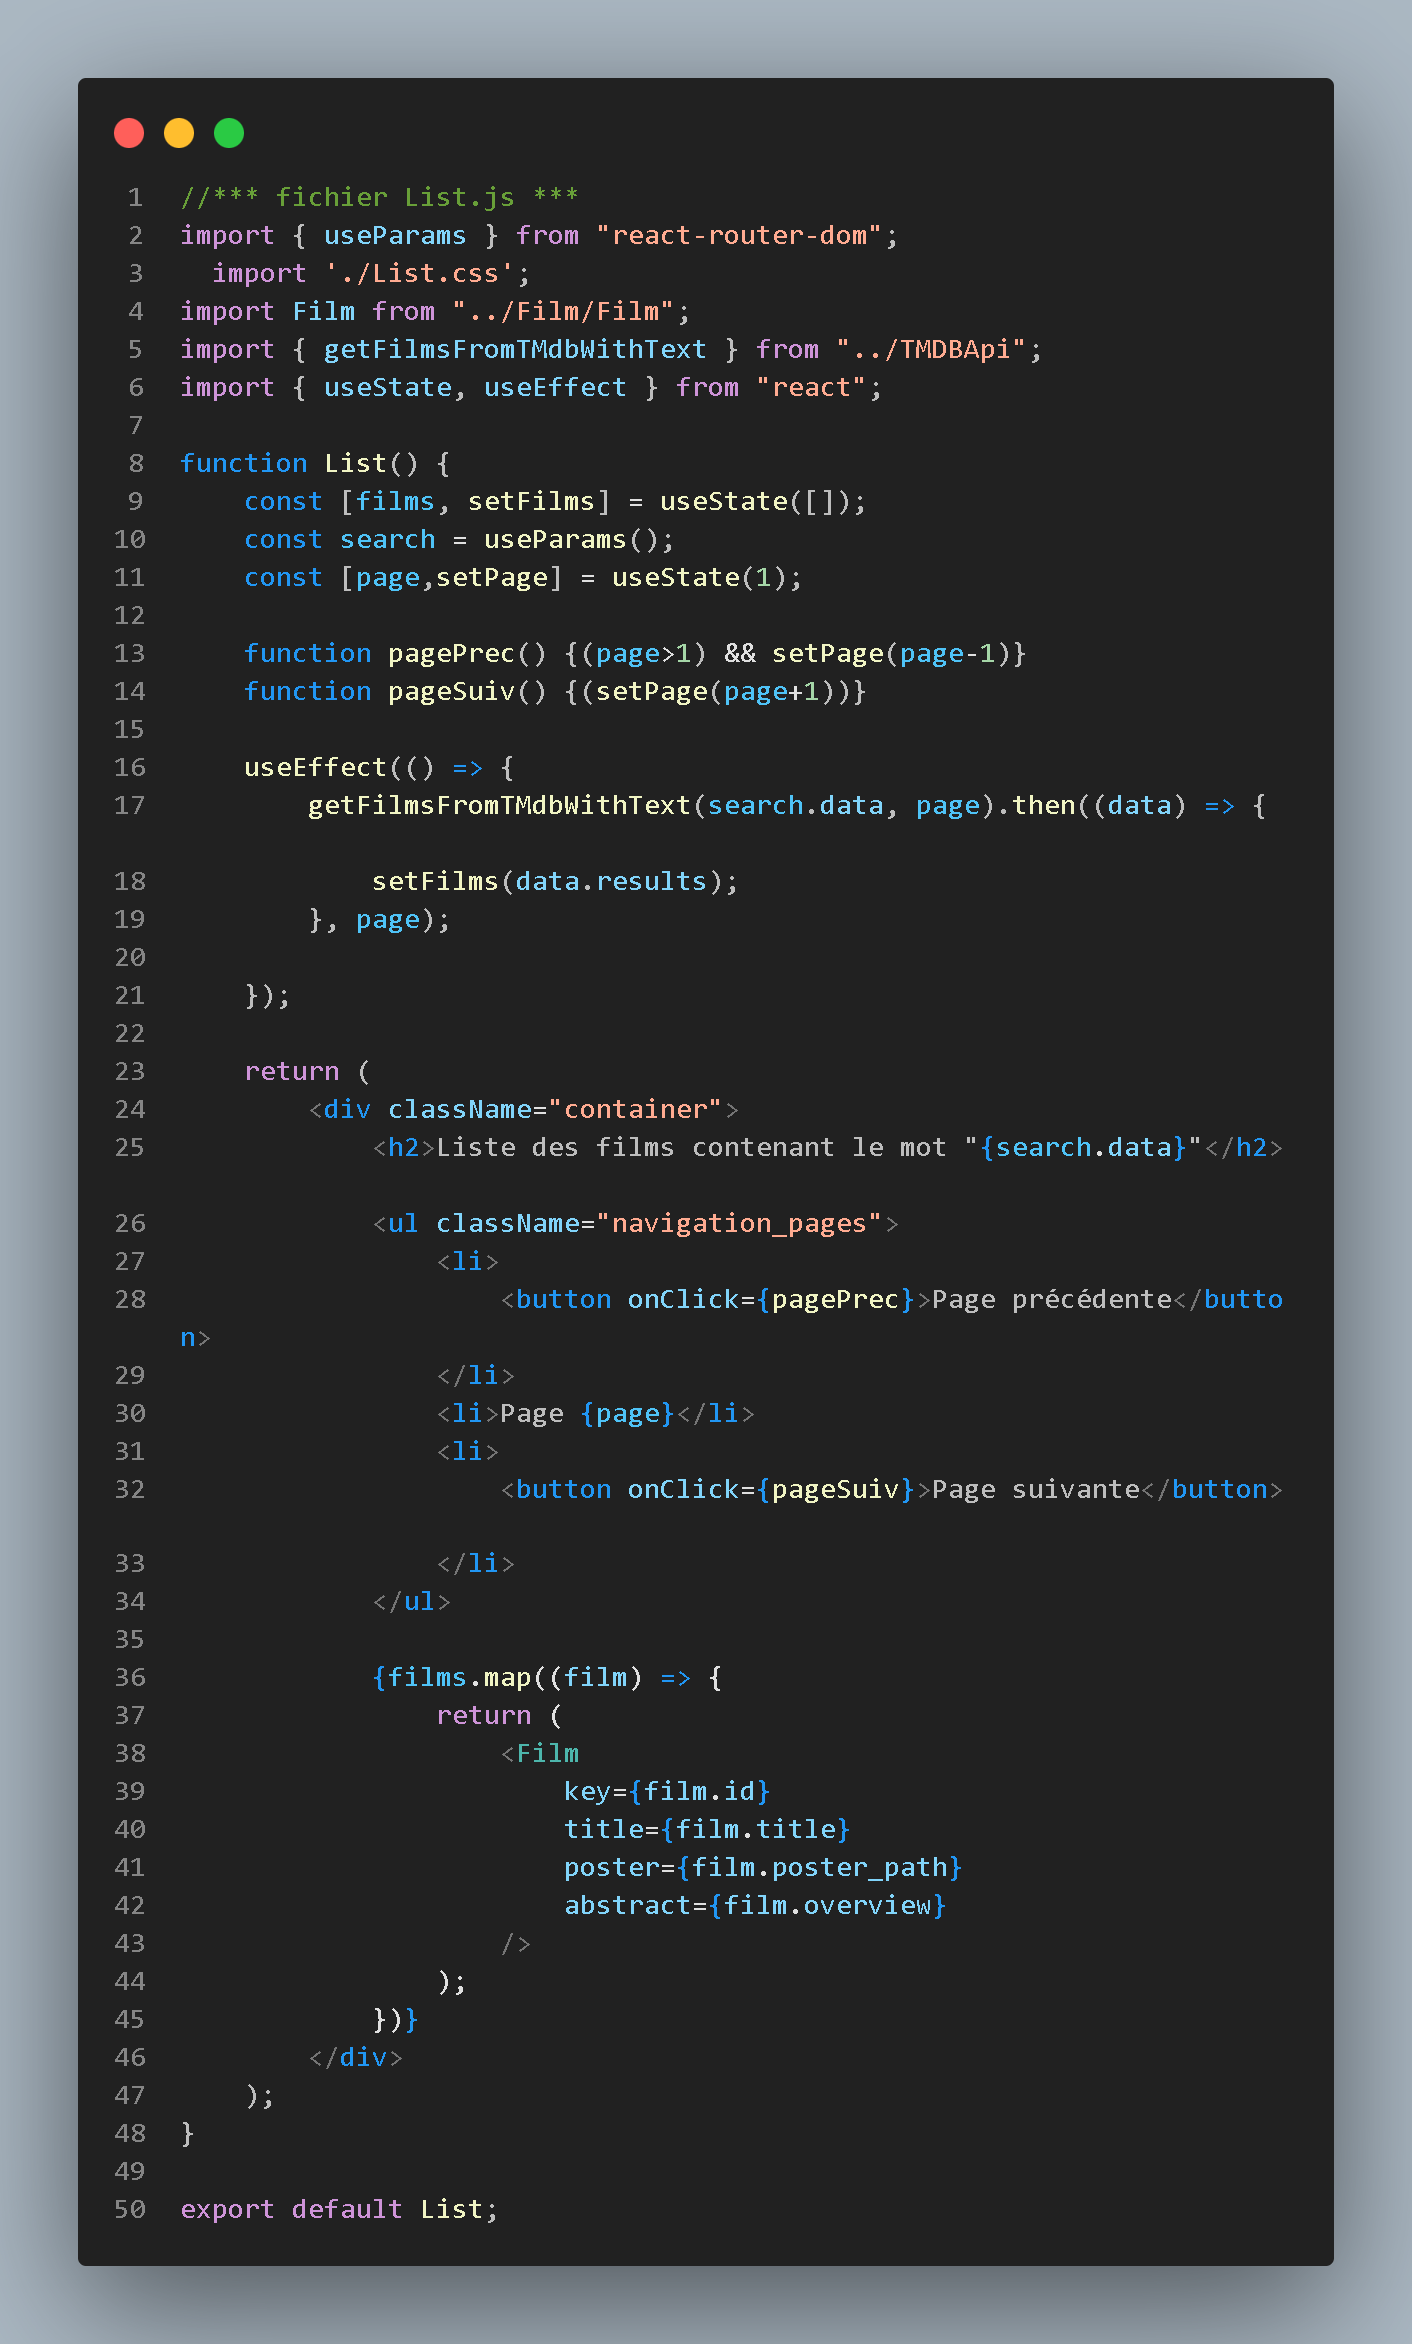 1 //*** fichier List.js ***
2 import { useParams } from "react-router-dom";
3   import './List.css';
4 import Film from "../Film/Film";
5 import { getFilmsFromTMdbWithText } from "../TMDBApi";
6 import { useState, useEffect } from "react";
7
8 function List() {
9     const [films, setFilms] = useState([]);
10     const search = useParams();
11     const [page,setPage] = useState(1);
12
13     function pagePrec() {(page>1) && setPage(page-1)}
14     function pageSuiv() {(setPage(page+1))}
15
16     useEffect(() => {
17         getFilmsFromTMdbWithText(search.data, page).then((data) => {
18             setFilms(data.results);
19         }, page);
20
21     });
22
23     return (
24         <div className="container">
25             <h2>Liste des films contenant le mot "{search.data}"</h2>
26             <ul className="navigation_pages">
27                 <li>
28                     <button onClick={pagePrec}>Page précédente</butto
n>
29                 </li>
30                 <li>Page {page}</li>
31                 <li>
32                     <button onClick={pageSuiv}>Page suivante</button>
33                 </li>
34             </ul>
35
36             {films.map((film) => {
37                 return (
38                     <Film
39                         key={film.id}
40                         title={film.title}
41                         poster={film.poster_path}
42                         abstract={film.overview}
43                     />
44                 );
45             })}
46         </div>
47     );
48 }
49
50 export default List;